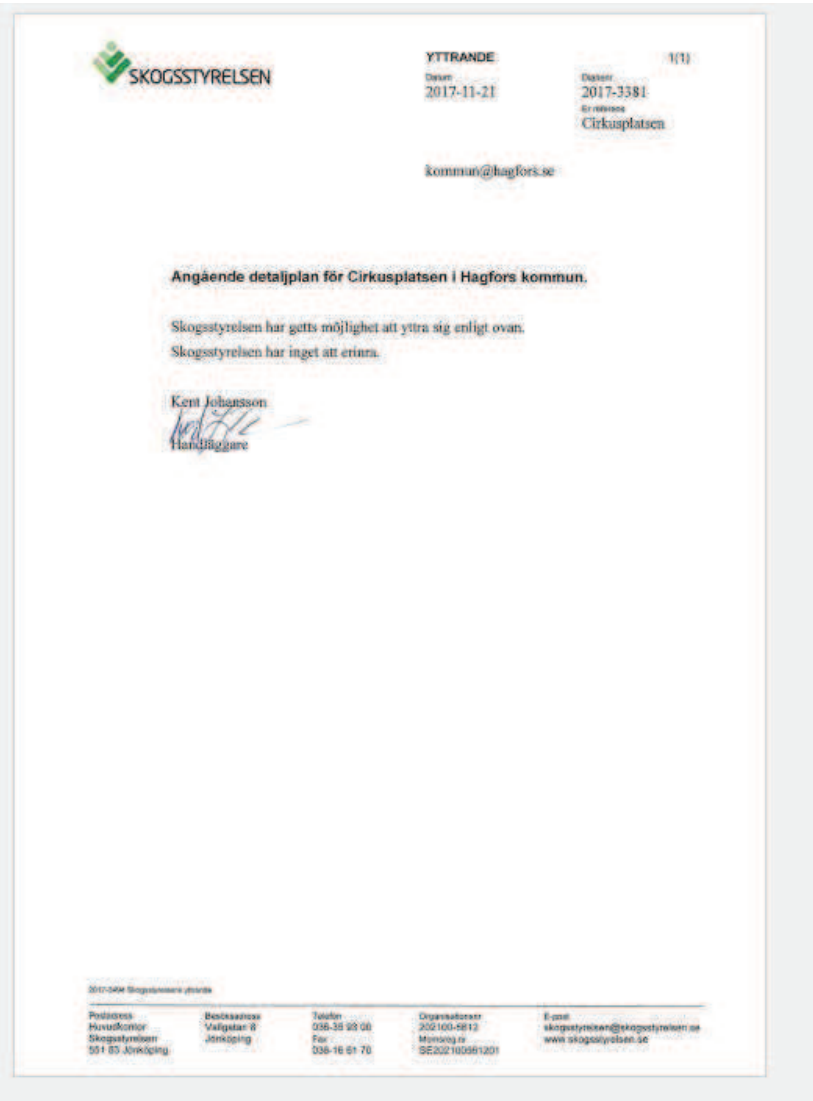 SKOGSSTYRELSEN
YTTRANDE
1(1)
Datum
2017-11-21
Diarienr
2017-3381
Er referens
Cirkusplatsen
kommun@hagfors.se
Angående detaljplan för Cirkusplatsen i Hagfors kommun.
Skogsstyrelsen har getts möjlighet att yttra sig enligt ovan.
Skogsstyrelsen har inget att erinra.
Kent Johansson
Handläggare
Skogsstyrelsens yttrande
Postadress
Huvudkontor
Skogsstyrelsen
551 83 Jönköping
Besöksadress
Vallgatan 8
Jönköping
Telefon
036-35 93 00
Fax
036-16 61 70
Organisationsnr
202100-5612
Momsreg.nr
SE202100561201
E-post
skogsstyrelsen@skogsstyrelsen.se
www.skogsstyrelsen.se